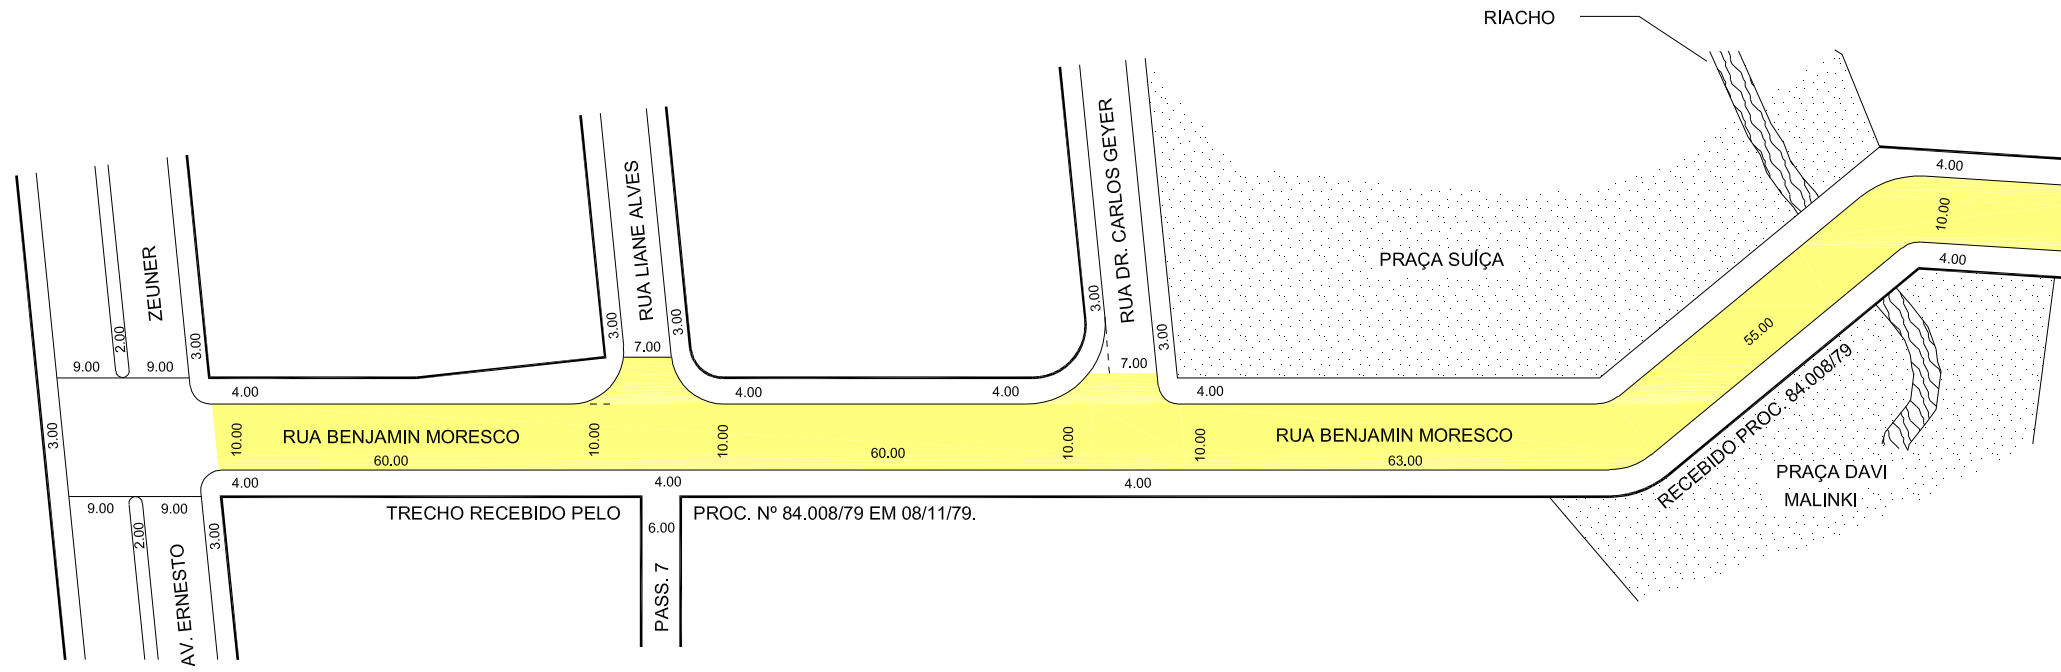 RIACHO
4.00
10.00
4.00
RUA LIANE ALVES
RUA DR. CARLOS GEYER
ZEUNER
PRAÇA SUÍÇA
3.00
3.00
3.00
3.00
3.00
2.00
9.00
9.00
7.00
7.00
55.00
4.00
4.00
4.00
4.00
3.00
10.00
RUA BENJAMIN MORESCO
60.00
10.00
10.00
60.00
10.00
10.00
RUA BENJAMIN MORESCO
63.00
RECEBIDO PROC. 84.008/79
PRAÇA DAVI
MALINKI
4.00
4.00
4.00
9.00
9.00
2.00
3.00
TRECHO RECEBIDO PELO PROC. Nº 84.008/79 EM 08/11/79.
6.00
PASS. 7
AV. ERNESTO